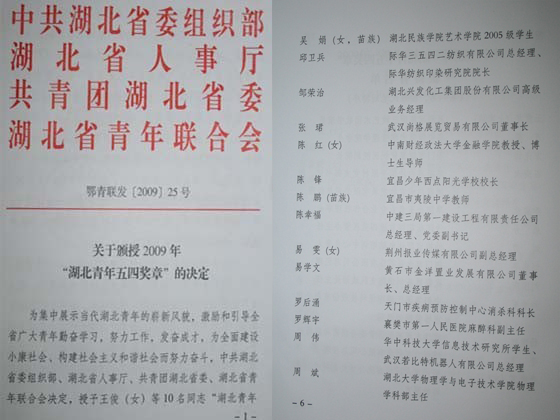 中共湖北省委组织部
湖北省人事厅
共青团湖北省委
湖北省青年联合会
鄂青联发〔2009〕25号
关于颁授2009年
“湖北青年五四奖章”的决定
为集中展示当代湖北青年的崭新风貌，激励和引导全
省广大青年勤奋学习，努力工作，发奋成才，为全面建设
小康社会、构建社会主义和谐社会而努力奋斗，中共湖北
省委组织部、湖北省人事厅、共青团湖北省委、湖北省青
年联合会决定，授予王俊（女）等10名同志“湖北青年
－1－
吴 娟（女，苗族） 湖北民族学院艺术学院2005级学生
邱卫兵 际华三五四二纺织有限公司总经理、
际华纺织印染研究院院长
邹荣治 湖北兴发化工集团股份有限公司高级
业务经理
张 珺 武汉尚格展览贸易有限公司董事长
陈 红（女） 中南财经政法大学金融学院教授、博
士生导师
陈 锋 宜昌少年西点阳光学校校长
陈 鹏（苗族） 宜昌市夷陵中学教师
陈幸福 中建三局第一建设工程有限责任公司
总经理、党委副书记
易 雯（女） 荆州报业传媒有限公司副总经理
易学文 黄石市金洋置业发展有限公司董事
长、总经理
罗后涌 天门市疾病预防控制中心消杀科科长
罗辉宇 襄樊市第一人民医院麻醉科副主任
周 伟 华中科技大学信息技术研究所学生、
武汉若比特机器人有限公司总经理
周 斌 湖北大学物理学与电子技术学院物理
学科部主任
－6－